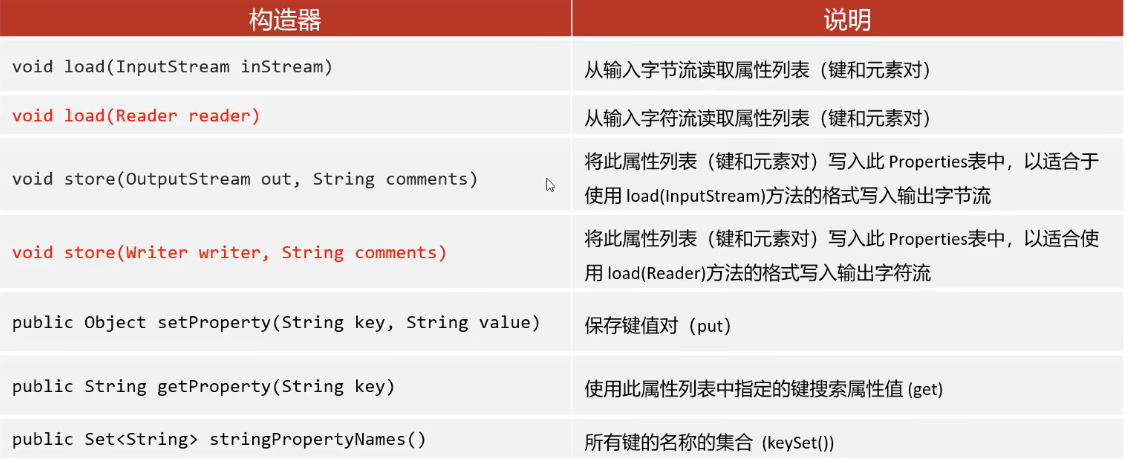 构造器 说明
void load(InputStream inStream) 从输入字节流读取属性列表（键和元素对）
void load(Reader reader) 从输入字符流读取属性列表（键和元素对）
void store(OutputStream out, String comments) 将此属性列表（键和元素对）写入此 Properties表中，以适合于
使用 load(InputStream)方法的格式写入输出字节流
void store(Writer writer, String comments) 将此属性列表（键和元素对）写入此 Properties表中，以适合使
用 load(Reader)方法的格式写入输出字符流
public Object setProperty(String key, String value) 保存键值对（put）
public String getProperty(String key) 使用此属性列表中指定的键搜索属性值 (get)
public Set<String> stringPropertyNames() 所有键的名称的集合 (keySet())